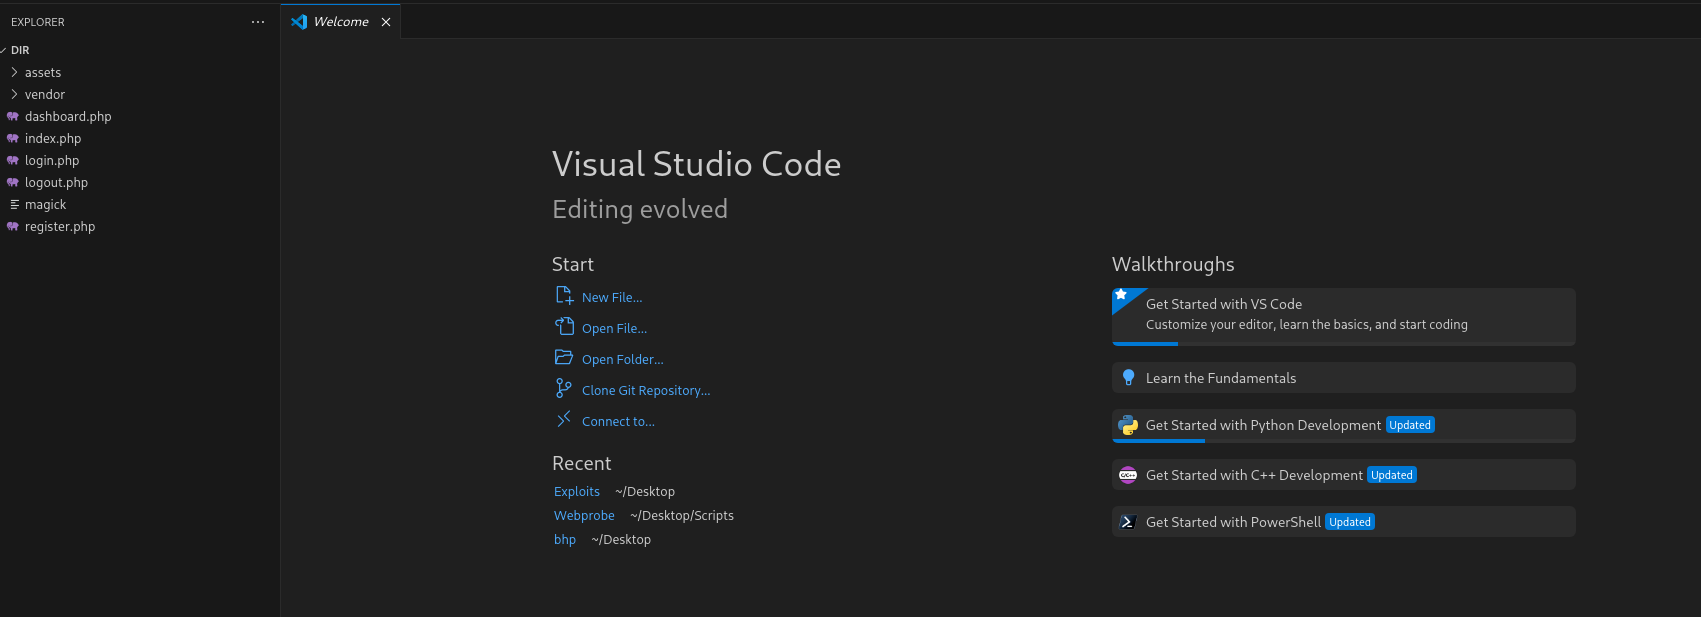 EXPLORER
DIR
assets
vendor
dashboard.php
index.php
login.php
logout.php
magick
register.php
Welcome
Visual Studio Code
Editing evolved
Start
New File...
Open File...
Open Folder...
Clone Git Repository...
Connect to...
Recent
Exploits ~/Desktop
Webprobe ~/Desktop/Scripts
bhp ~/Desktop
Walkthroughs
Get Started with VS Code
Customize your editor, learn the basics, and start coding
Learn the Fundamentals
Get Started with Python Development Updated
C/C++ Get Started with C++ Development Updated
Get Started with PowerShell Updated